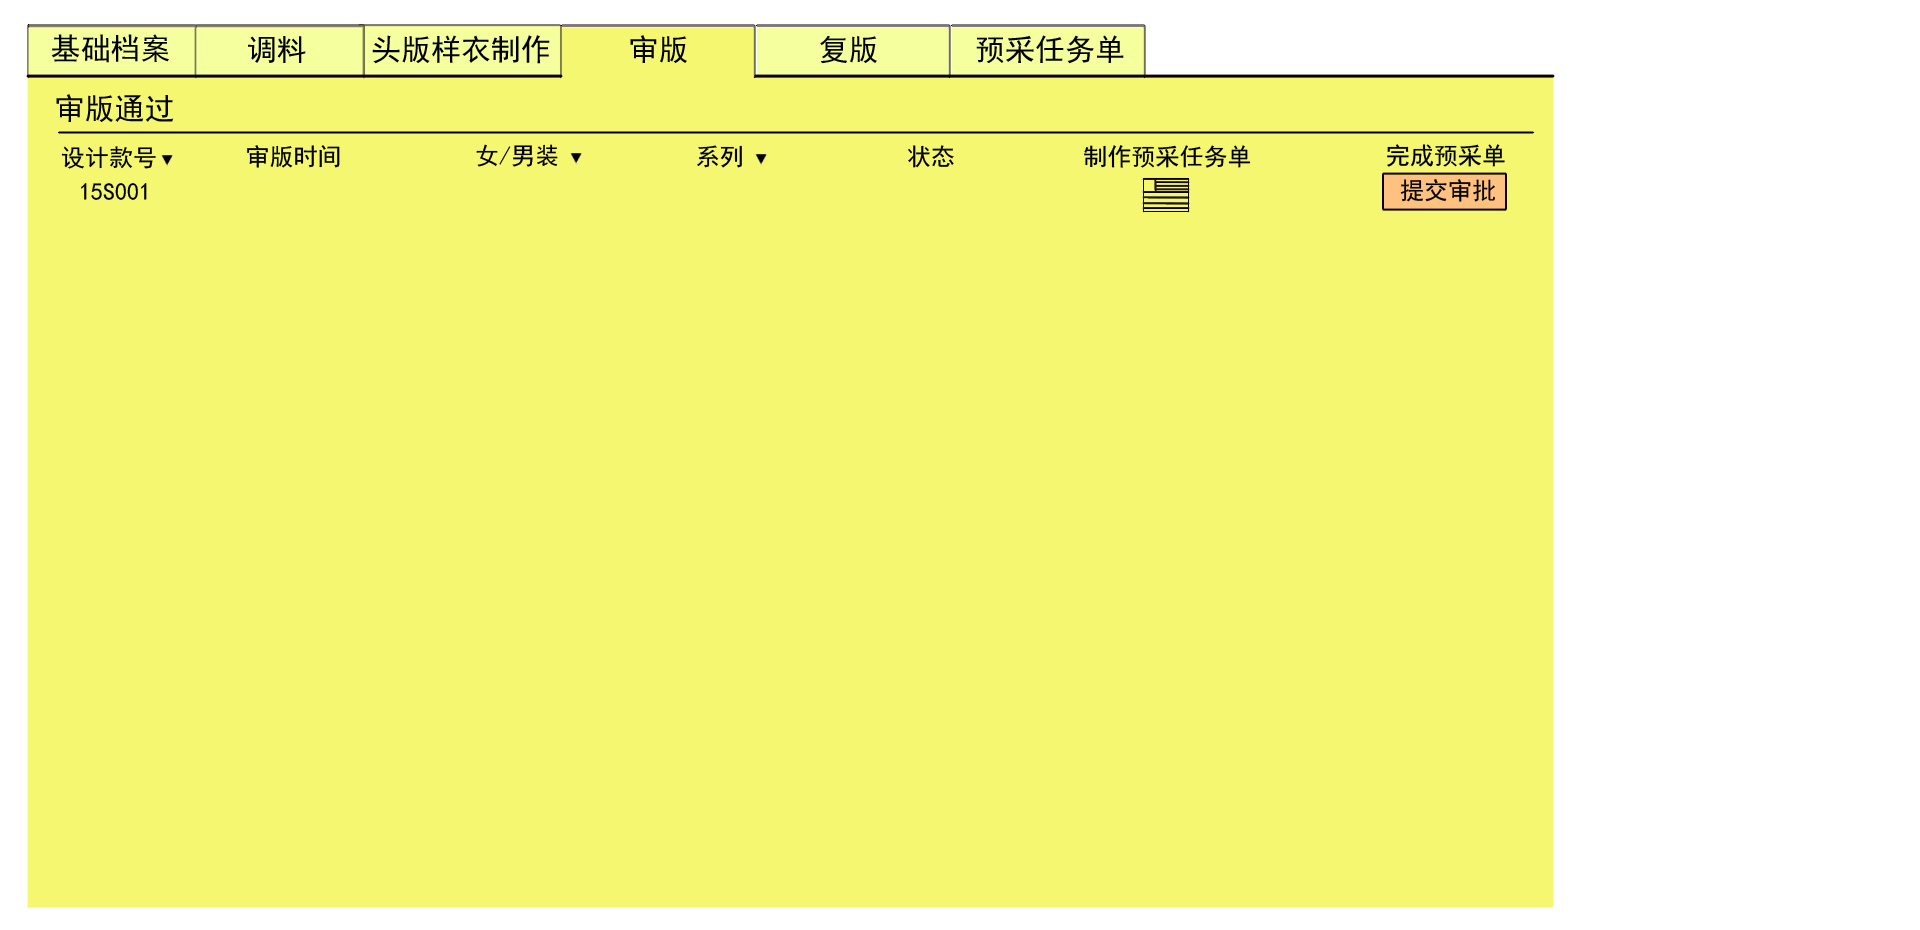 基础档案 调料 头版样衣制作 审版 复版 预采任务单
审版通过
设计款号▼ 审版时间 女/男装 ▼ 系列 ▼ 状态 制作预采任务单 完成预采单
15S001 提交审批